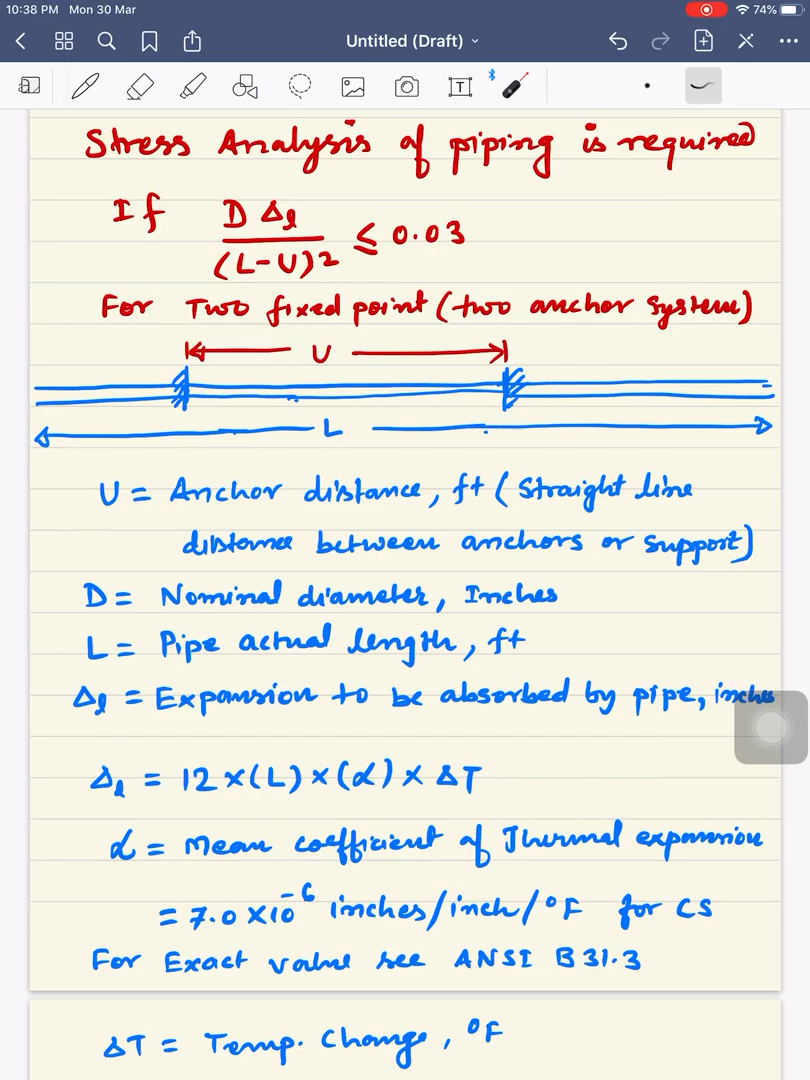 10:38 PM Mon 30 Mar 74%
Untitled (Draft)
Stress Analysis of piping is required
If D Δl / (L-U)² ≤ 0.03
For Two fixed point (two anchor system)
U
L
U = Anchor distance, ft (Straight line
distance between anchors or support)
D = Nominal diameter, Inches
L = Pipe actual length, ft
Δl = Expansion to be absorbed by pipe, inches
Δl = 12 x (L) x (α) x ΔT
α = Mean coefficient of Thermal expansion
= 7.0 x 10⁻⁶ inches/inch/°F for CS
For Exact value see ANSI B 31.3
ΔT = Temp. Change, °F